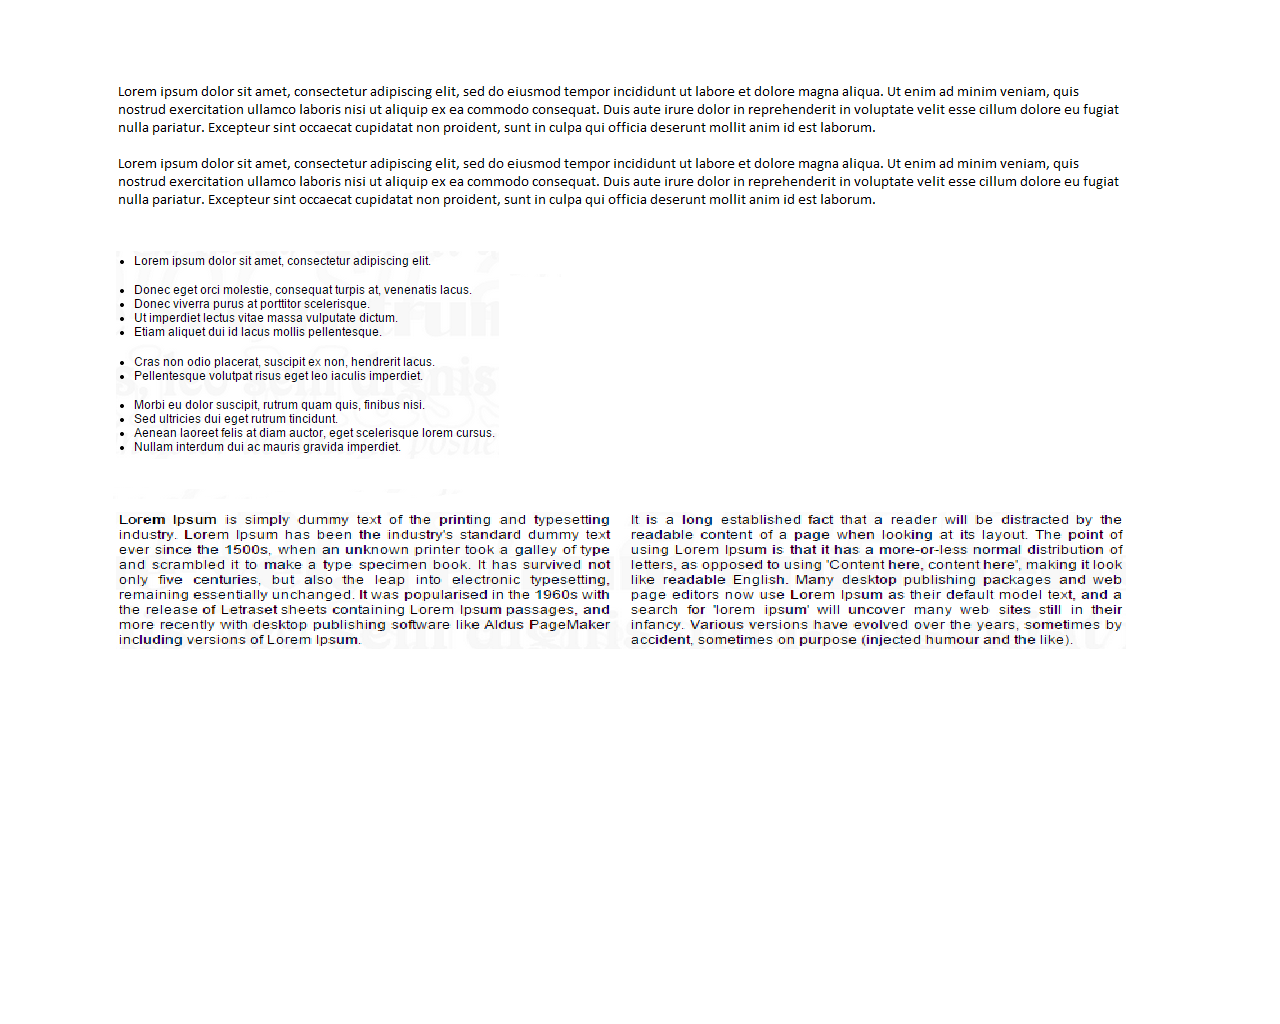 Lorem ipsum dolor sit amet, consectetur adipiscing elit, sed do eiusmod tempor incididunt ut labore et dolore magna aliqua. Ut enim ad minim veniam, quis
nostrud exercitation ullamco laboris nisi ut aliquip ex ea commodo consequat. Duis aute irure dolor in reprehenderit in voluptate velit esse cillum dolore eu fugiat
nulla pariatur. Excepteur sint occaecat cupidatat non proident, sunt in culpa qui officia deserunt mollit anim id est laborum.
Lorem ipsum dolor sit amet, consectetur adipiscing elit, sed do eiusmod tempor incididunt ut labore et dolore magna aliqua. Ut enim ad minim veniam, quis
nostrud exercitation ullamco laboris nisi ut aliquip ex ea commodo consequat. Duis aute irure dolor in reprehenderit in voluptate velit esse cillum dolore eu fugiat
nulla pariatur. Excepteur sint occaecat cupidatat non proident, sunt in culpa qui officia deserunt mollit anim id est laborum.
• Lorem ipsum dolor sit amet, consectetur adipiscing elit.
• Donec eget orci molestie, consequat turpis at, venenatis lacus.
• Donec viverra purus at porttitor scelerisque.
• Ut imperdiet lectus vitae massa vulputate dictum.
• Etiam aliquet dui id lacus mollis pellentesque.
• Cras non odio placerat, suscipit ex non, hendrerit lacus.
• Pellentesque volutpat risus eget leo iaculis imperdiet.
• Morbi eu dolor suscipit, rutrum quam quis, finibus nisi.
• Sed ultricies dui eget rutrum tincidunt.
• Aenean laoreet felis at diam auctor, eget scelerisque lorem cursus.
• Nullam interdum dui ac mauris gravida imperdiet.
Lorem Ipsum is simply dummy text of the printing and typesetting
industry. Lorem Ipsum has been the industry's standard dummy text
ever since the 1500s, when an unknown printer took a galley of type
and scrambled it to make a type specimen book. It has survived not
only five centuries, but also the leap into electronic typesetting,
remaining essentially unchanged. It was popularised in the 1960s with
the release of Letraset sheets containing Lorem Ipsum passages, and
more recently with desktop publishing software like Aldus PageMaker
including versions of Lorem Ipsum.
It is a long established fact that a reader will be distracted by the
readable content of a page when looking at its layout. The point of
using Lorem Ipsum is that it has a more-or-less normal distribution of
letters, as opposed to using 'Content here, content here', making it look
like readable English. Many desktop publishing packages and web
page editors now use Lorem Ipsum as their default model text, and a
search for 'lorem ipsum' will uncover many web sites still in their
infancy. Various versions have evolved over the years, sometimes by
accident, sometimes on purpose (injected humour and the like).